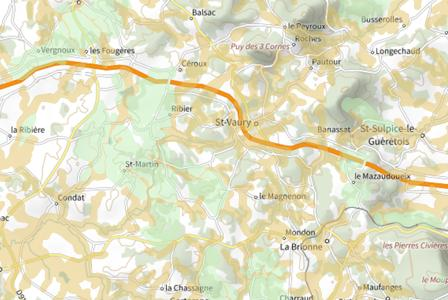 Balsac
le Peyroux
Busserolles
Roches
Puy des 3 Cornes
Vergnoux
les Fougères
Longechaud
Céroux
Pautour
Ribier
St-Vaury
la Ribière
Banassat
St-Sulpice-le-
Guérétois
St-Martin
le Mazaudoueix
Condat
le Magnenon
Mondon
La Brionne
les Pierres Civières
la Chassagne
Maufanges
Charraud